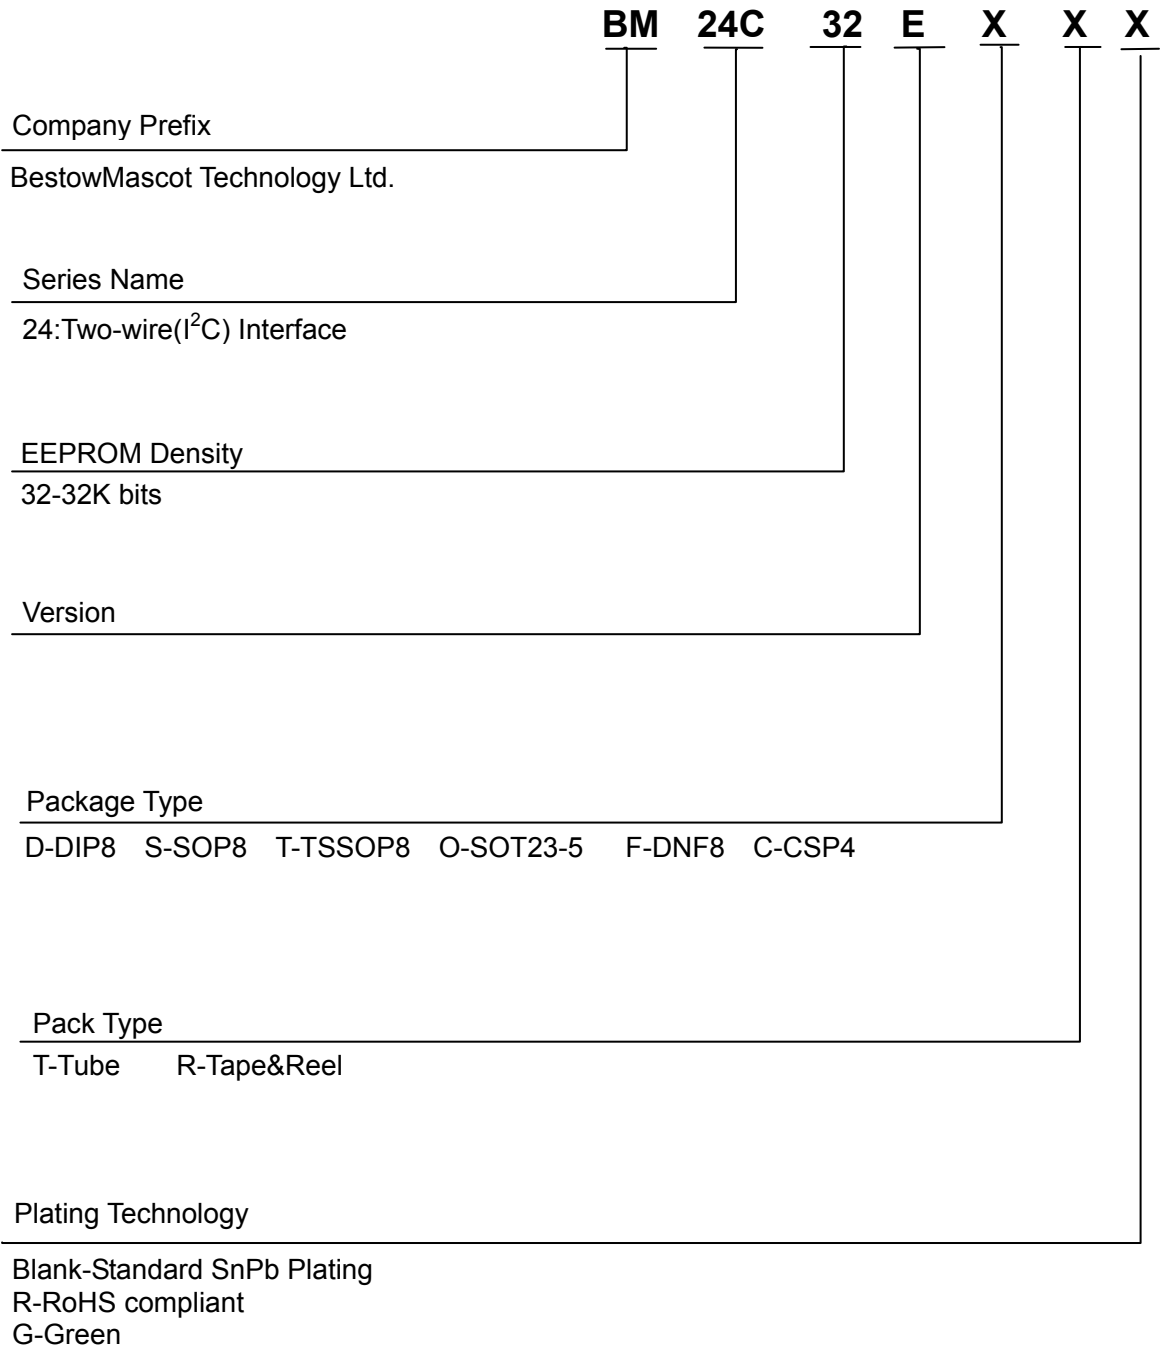 BM 24C 32 E X X X
Company Prefix
BestowMascot Technology Ltd.
Series Name
24:Two-wire(I²C) Interface
EEPROM Density
32-32K bits
Version
Package Type
D-DIP8 S-SOP8 T-TSSOP8 O-SOT23-5 F-DNF8 C-CSP4
Pack Type
T-Tube R-Tape&Reel
Plating Technology
Blank-Standard SnPb Plating
R-RoHS compliant
G-Green